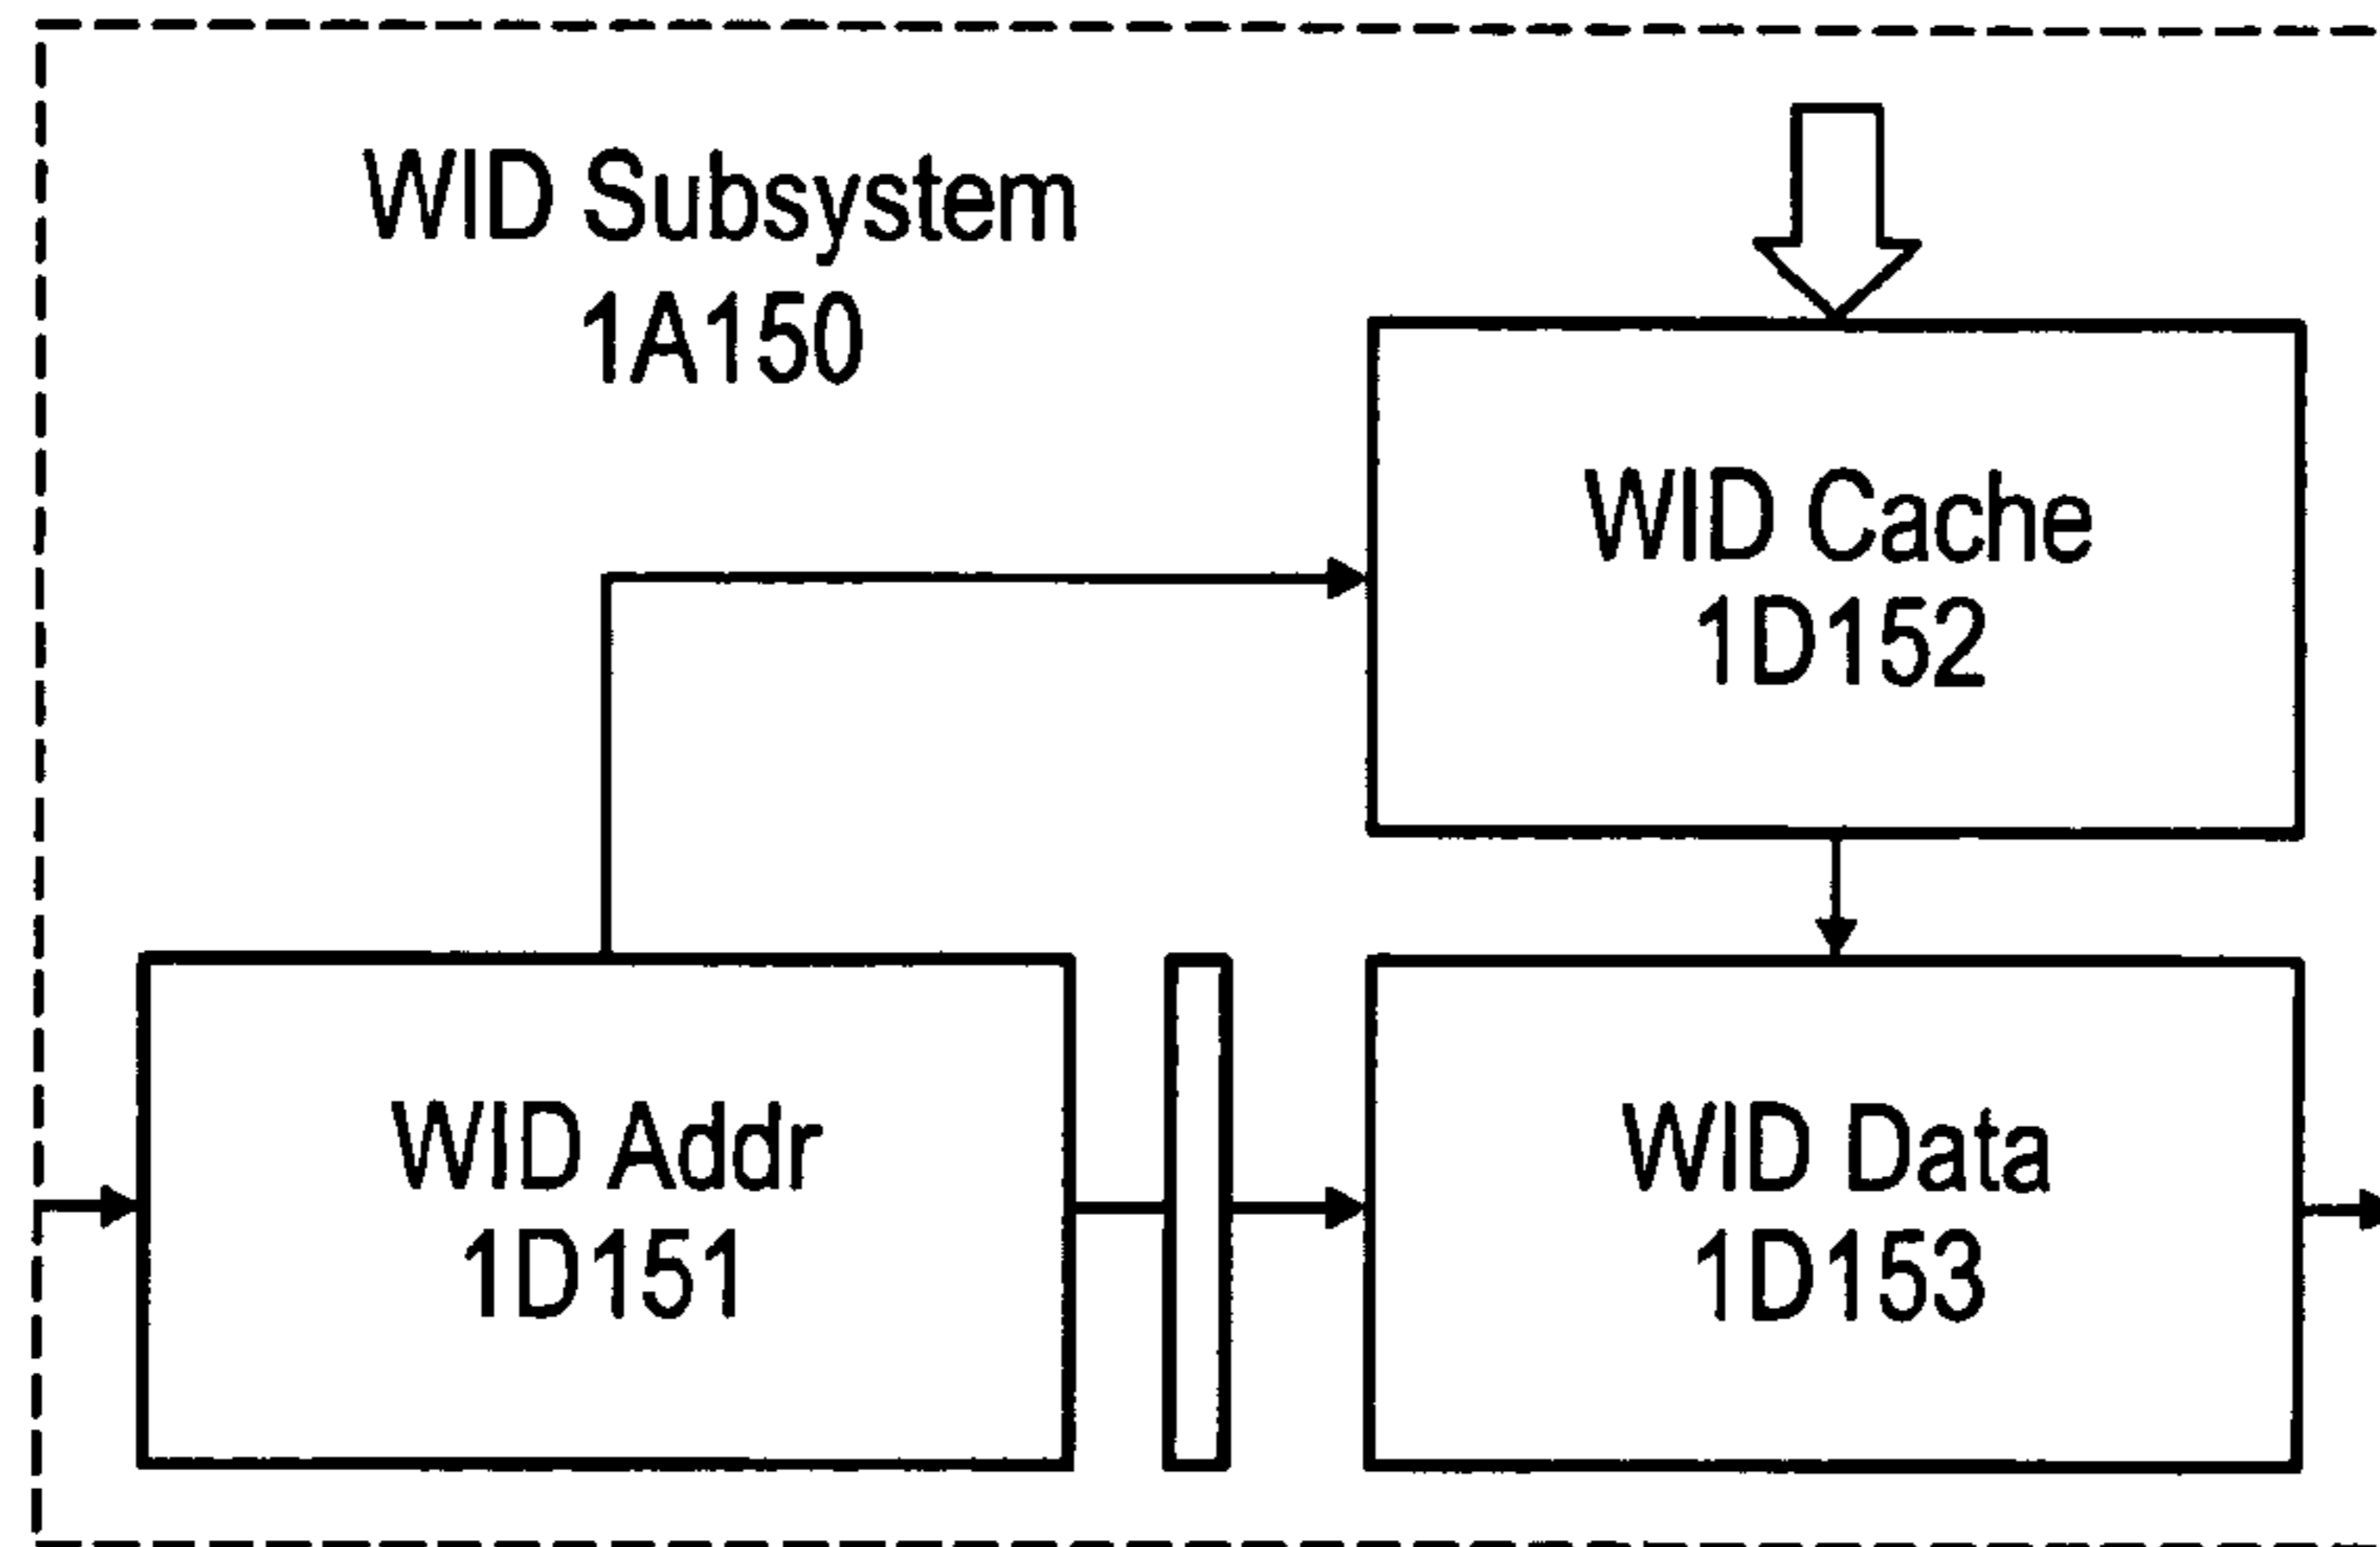 WID Subsystem
1A150
WID Cache
1D152
WID Addr
1D151
WID Data
1D153